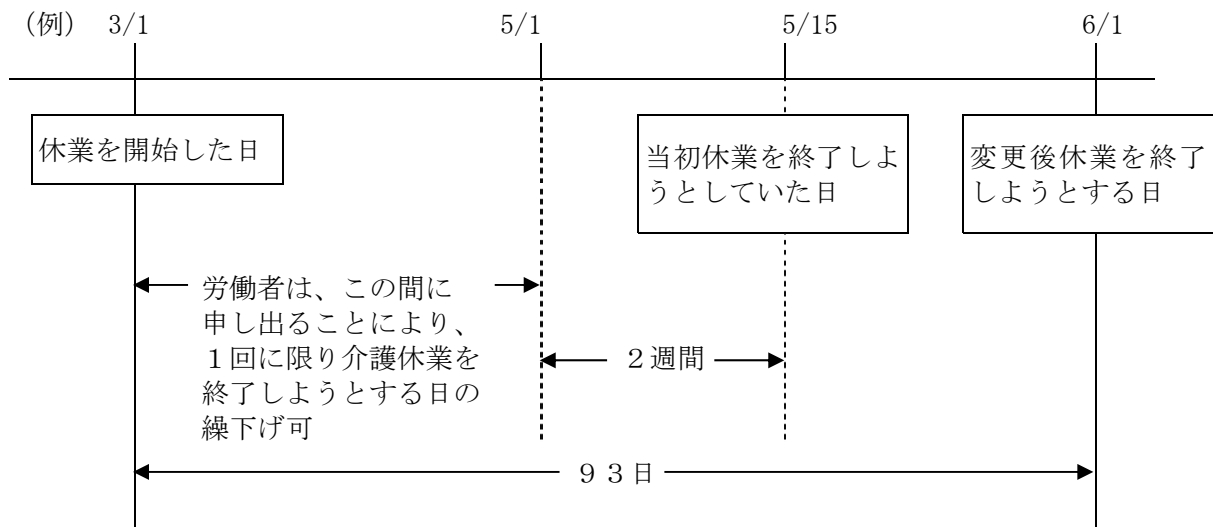 （例） 3/1 5/1 5/15 6/1
休業を開始した日
当初休業を終了しよ
うとしていた日
変更後休業を終了
しようとする日
労働者は、この間に
申し出ることにより、
１回に限り介護休業を
終了しようとする日の
繰下げ可
２週間
９３日